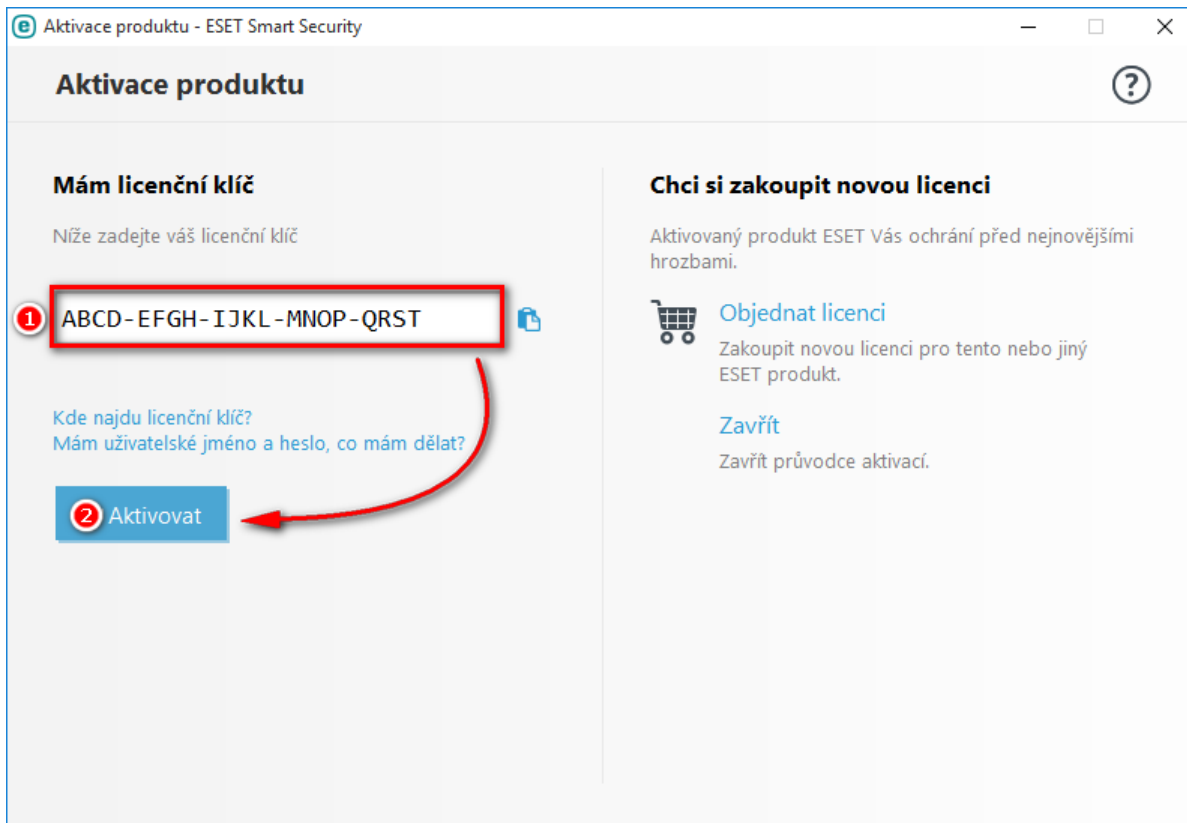 Aktivace produktu - ESET Smart Security
Aktivace produktu
?
Mám licenční klíč
Níže zadejte váš licenční klíč
1
ABCD-EFGH-IJKL-MNOP-QRST
Kde najdu licenční klíč?
Mám uživatelské jméno a heslo, co mám dělat?
2 Aktivovat
Chci si zakoupit novou licenci
Aktivovaný produkt ESET Vás ochrání před nejnovějšími
hrozbami.
Objednat licenci
Zakoupit novou licenci pro tento nebo jiný
ESET produkt.
Zavřít
Zavřít průvodce aktivací.